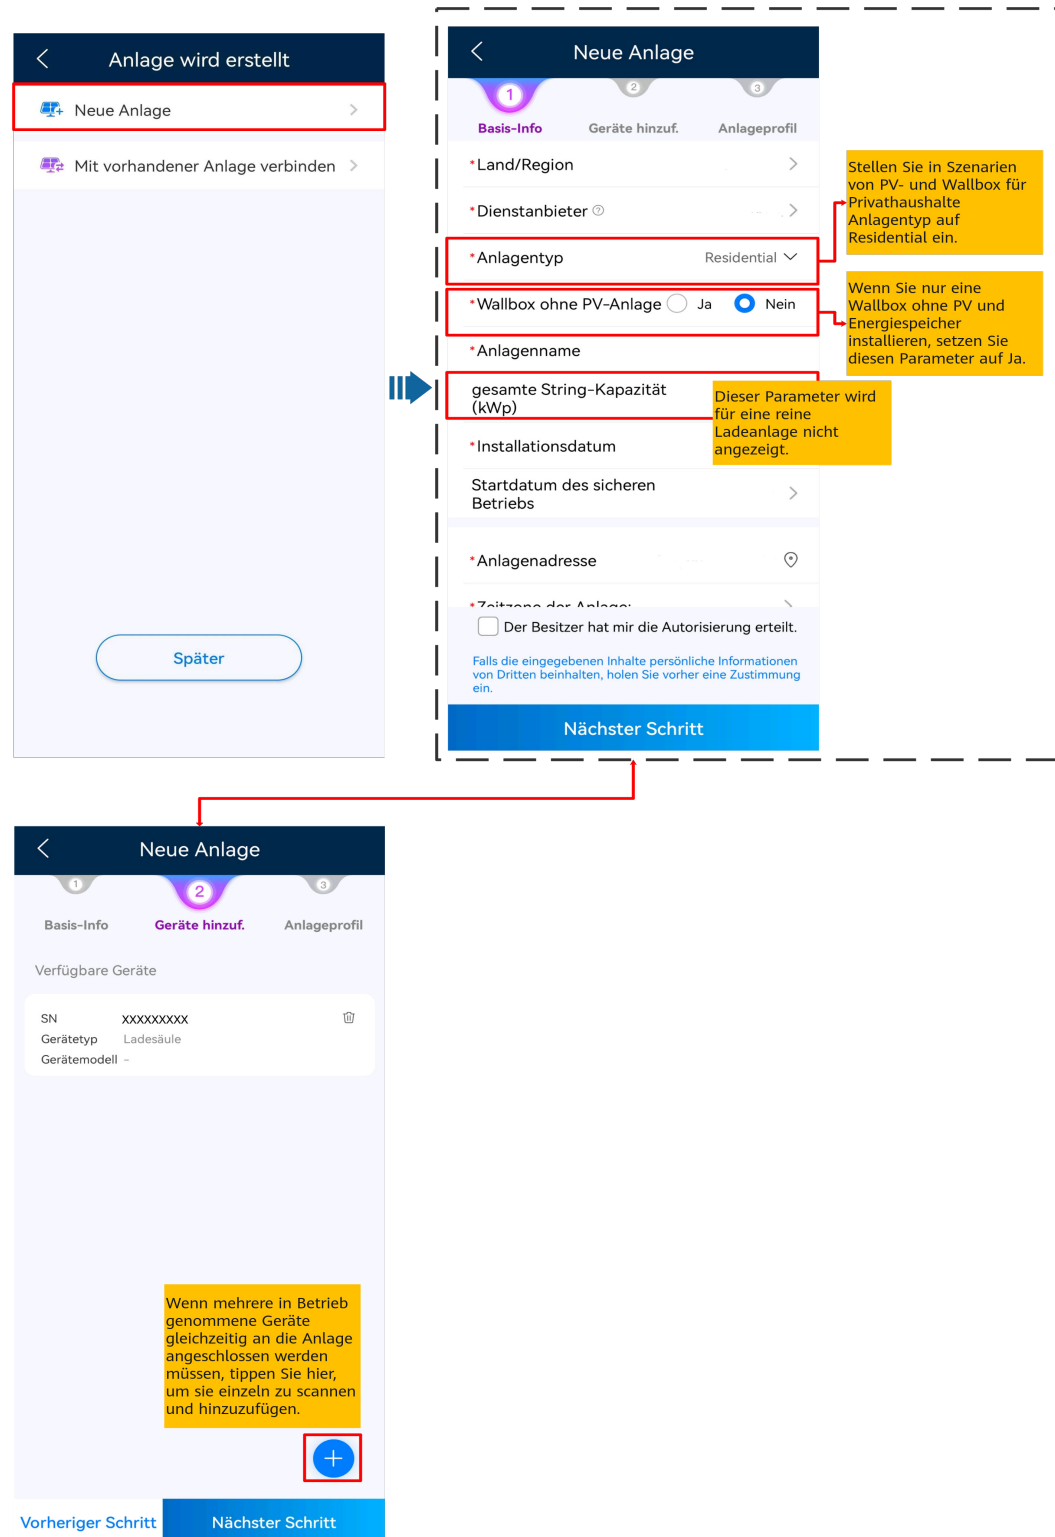 Anlage wird erstellt
Neue Anlage
Mit vorhandener Anlage verbinden
Später
Neue Anlage
1
2
3
Basis-Info
Geräte hinzuf.
Anlageprofil
*Land/Region
*Dienstanbieter
*Anlagentyp
Residential
*Wallbox ohne PV-Anlage
Ja
Nein
*Anlagenname
gesamte String-Kapazität
(kWp)
*Installationsdatum
Startdatum des sicheren
Betriebs
*Anlagenadresse
*Zeitzone der Anlage:
Der Besitzer hat mir die Autorisierung erteilt.
Falls die eingegebenen Inhalte persönliche Informationen
von Dritten beinhalten, holen Sie vorher eine Zustimmung
ein.
Nächster Schritt
Stellen Sie in Szenarien
von PV- und Wallbox für
Privathaushalte
Anlagentyp auf
Residential ein.
Wenn Sie nur eine
Wallbox ohne PV und
Energiespeicher
installieren, setzen Sie
diesen Parameter auf Ja.
Dieser Parameter wird
für eine reine
Ladeanlage nicht
angezeigt.
Neue Anlage
1
2
3
Basis-Info
Geräte hinzuf.
Anlageprofil
Verfügbare Geräte
SN XXXXXXXXX
Gerätetyp Ladesäule
Gerätemodell -
Wenn mehrere in Betrieb
genommene Geräte
gleichzeitig an die Anlage
angeschlossen werden
müssen, tippen Sie hier,
um sie einzeln zu scannen
und hinzuzufügen.
Vorheriger Schritt
Nächster Schritt